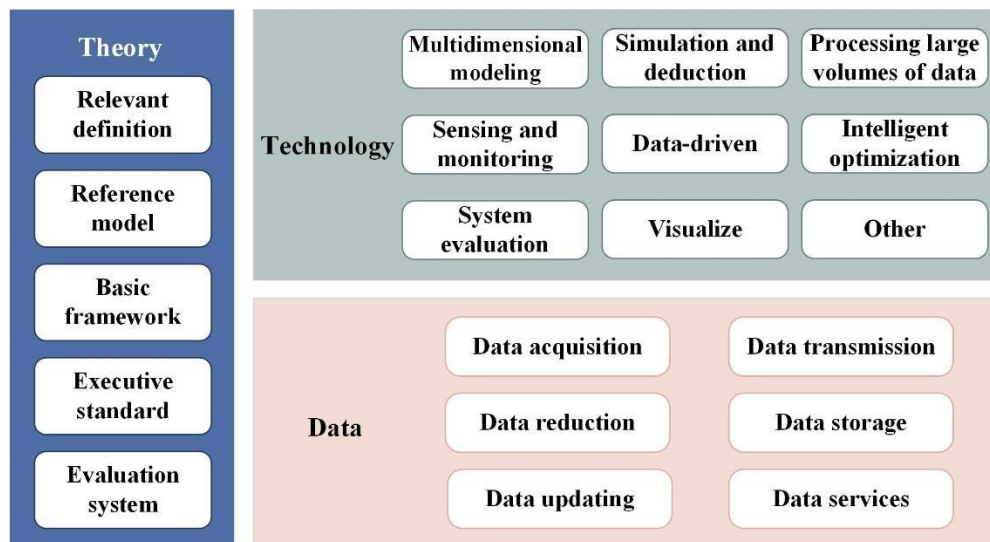 Theory
Relevant
definition
Reference
model
Basic
framework
Executive
standard
Evaluation
system
Technology
Multidimensional
modeling
Simulation and
deduction
Processing large
volumes of data
Sensing and
monitoring
Data-driven
Intelligent
optimization
System
evaluation
Visualize
Other
Data
Data acquisition
Data transmission
Data reduction
Data storage
Data updating
Data services